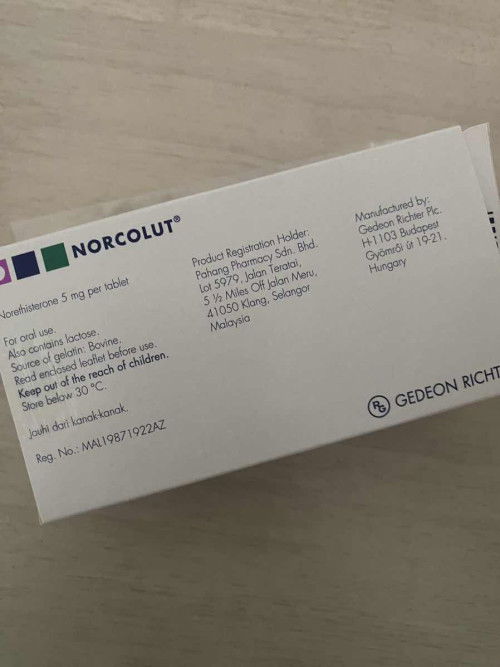 NORCOLUT®
Norethisterone 5 mg per tablet
For oral use.
Also contains lactose.
Source of gelatin: Bovine.
Read enclosed leaflet before use.
Keep out of the reach of children.
Store below 30 °C.
Jauhi dari kanak-kanak.
Reg. No.: MAL19871922AZ
Product Registration Holder:
Pahang Pharmacy Sdn. Bhd.
Lot 5979, Jalan Teratai,
5 ½ Miles Off Jalan Meru,
41050 Klang, Selangor
Malaysia
Manufactured by:
Gedeon Richter Plc.
H-1103 Budapest
Gyömrői út 19-21.
Hungary
RG GEDEON RICHT